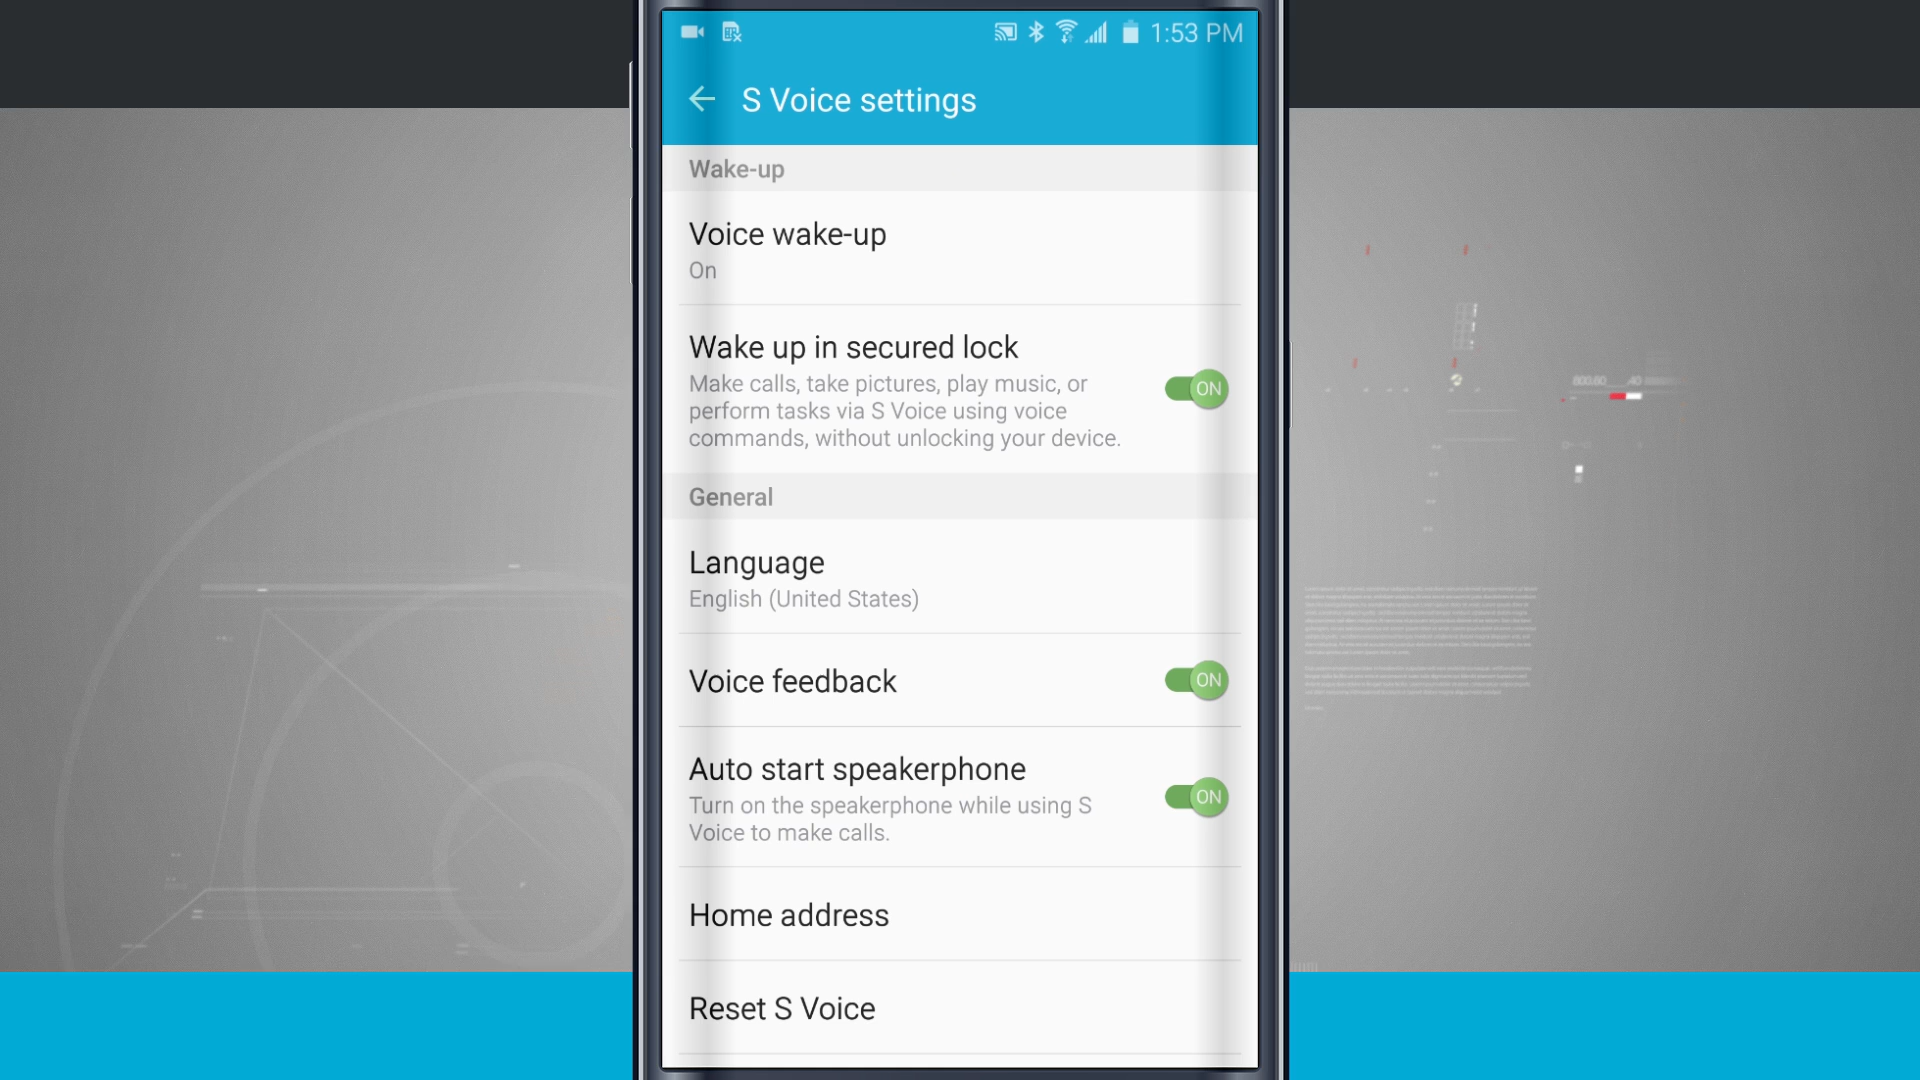 1:53 PM
S Voice settings
Wake-up
Voice wake-up
On
Wake up in secured lock
Make calls, take pictures, play music, or
perform tasks via S Voice using voice
commands, without unlocking your device.
ON
General
Language
English (United States)
Voice feedback
ON
Auto start speakerphone
Turn on the speakerphone while using S
Voice to make calls.
ON
Home address
Reset S Voice